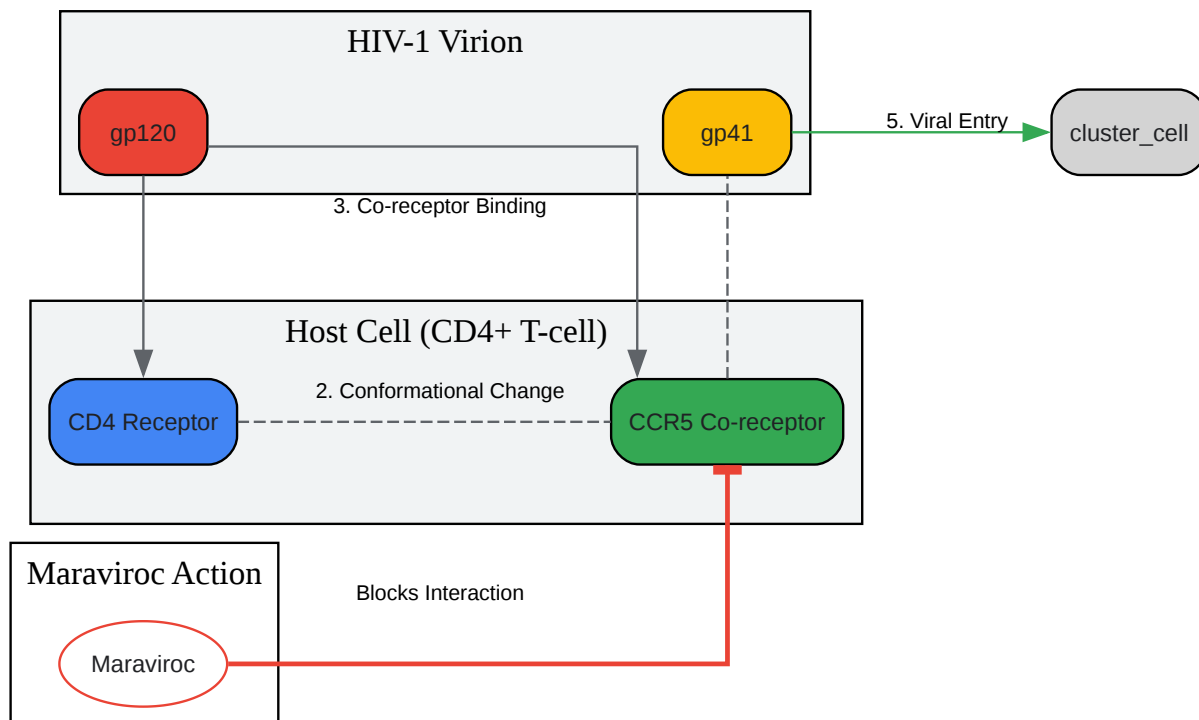 HIV-1 Virion
gp120
gp41
5. Viral Entry
cluster_cell
3. Co-receptor Binding
Host Cell (CD4+ T-cell)
2. Conformational Change
CD4 Receptor
CCR5 Co-receptor
Maraviroc Action
Blocks Interaction
Maraviroc